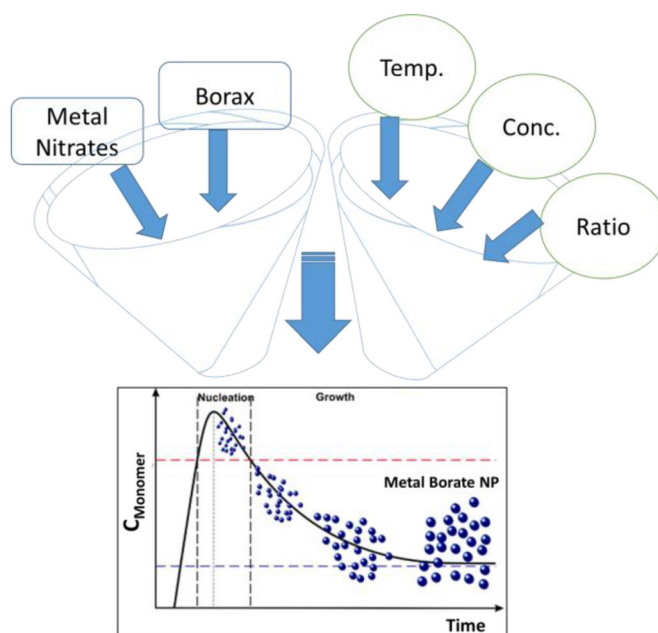 Temp.
Borax
Metal
Nitrates
Conc.
Ratio
Nucleation
Growth
Metal Borate NP
CMonomer
Time